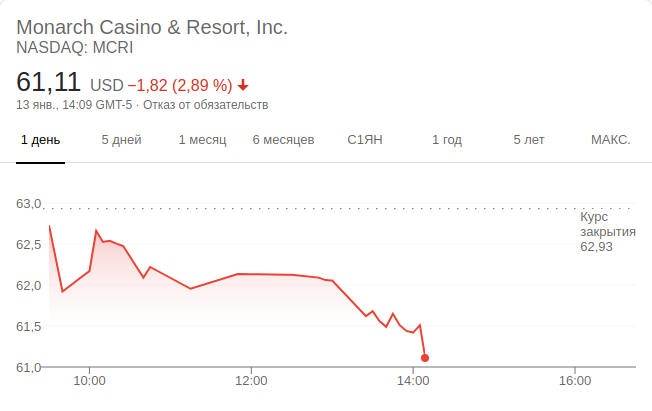 Monarch Casino & Resort, Inc.
NASDAQ: MCRI
61,11 USD −1,82 (2,89 %)
13 янв., 14:09 GMT-5 · Отказ от обязательств
1 день 5 дней 1 месяц 6 месяцев С1ЯН 1 год 5 лет МАКС.
63,0
Курс
закрытия
62,5
62,93
62,0
61,5
61,0
10:00 12:00 14:00 16:00